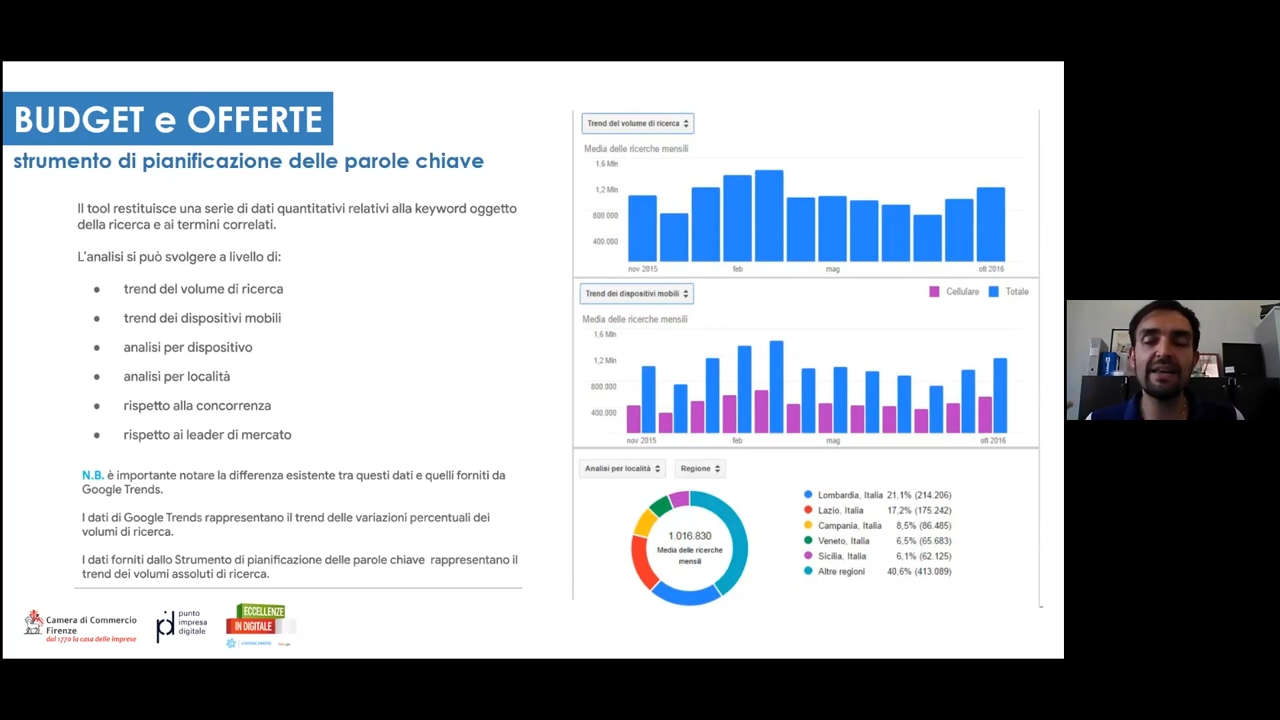 BUDGET e OFFERTE
strumento di pianificazione delle parole chiave
Il tool restituisce una serie di dati quantitativi relativi alla keyword oggetto
della ricerca e ai termini correlati.
L'analisi si può svolgere a livello di:
● trend del volume di ricerca
● trend dei dispositivi mobili
● analisi per dispositivo
● analisi per località
● rispetto alla concorrenza
● rispetto ai leader di mercato
N.B. è importante notare la differenza esistente tra questi dati e quelli forniti da
Google Trends.
I dati di Google Trends rappresentano il trend delle variazioni percentuali dei
volumi di ricerca.
I dati forniti dallo Strumento di pianificazione delle parole chiave rappresentano il
trend dei volumi assoluti di ricerca.
Camera di Commercio
Firenze
dal 1770 la casa delle imprese
pid
punto
impresa
digitale
ECCELLENZE
IN DIGITALE
UNIONCAMERE
Google
Trend del volume di ricerca
Media delle ricerche mensili
1,6 Mln
1,2 Mln
800.000
400.000
nov 2015 feb mag ott 2016
Trend dei dispositivi mobili
Cellulare Totale
Media delle ricerche mensili
1,6 Mln
1,2 Mln
800.000
400.000
nov 2015 feb mag ott 2016
Analisi per località Regione
1.016.830
Media delle ricerche
mensili
Lombardia, Italia 21,1% (214.206)
Lazio, Italia 17,2% (175.242)
Campania, Italia 8,5% (86.485)
Veneto, Italia 6,5% (65.683)
Sicilia, Italia 6,1% (62.125)
Altre regioni 40,6% (413.089)